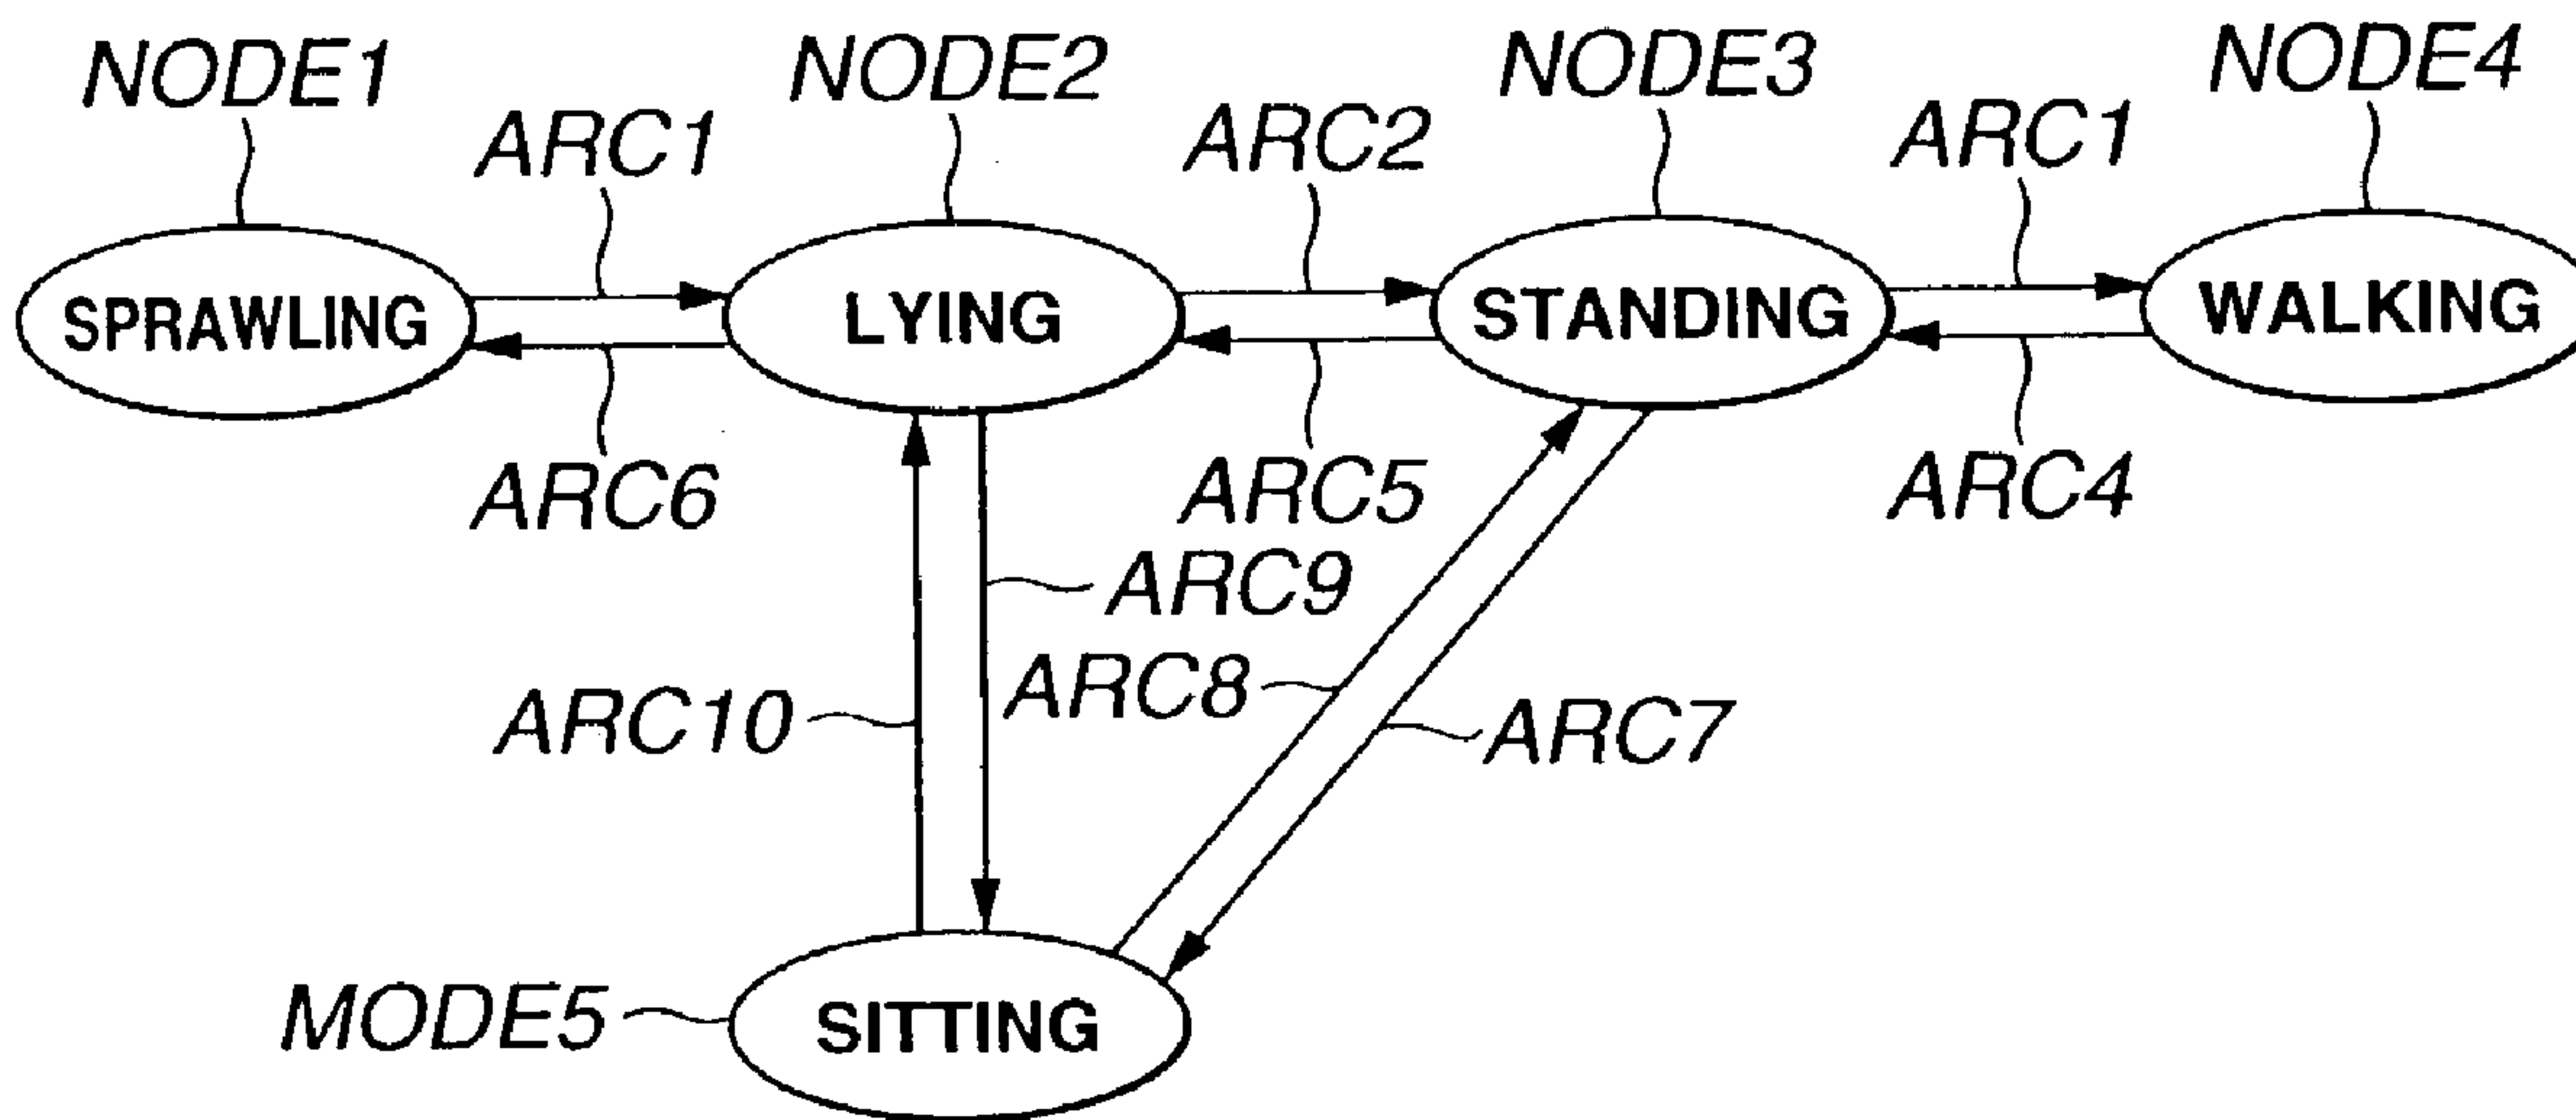 NODE1 NODE2 NODE3 NODE4
ARC1 ARC2 ARC1
SPRAWLING LYING STANDING WALKING
ARC6 ARC5 ARC4
ARC9
ARC8
ARC10 ARC7
MODE5 SITTING